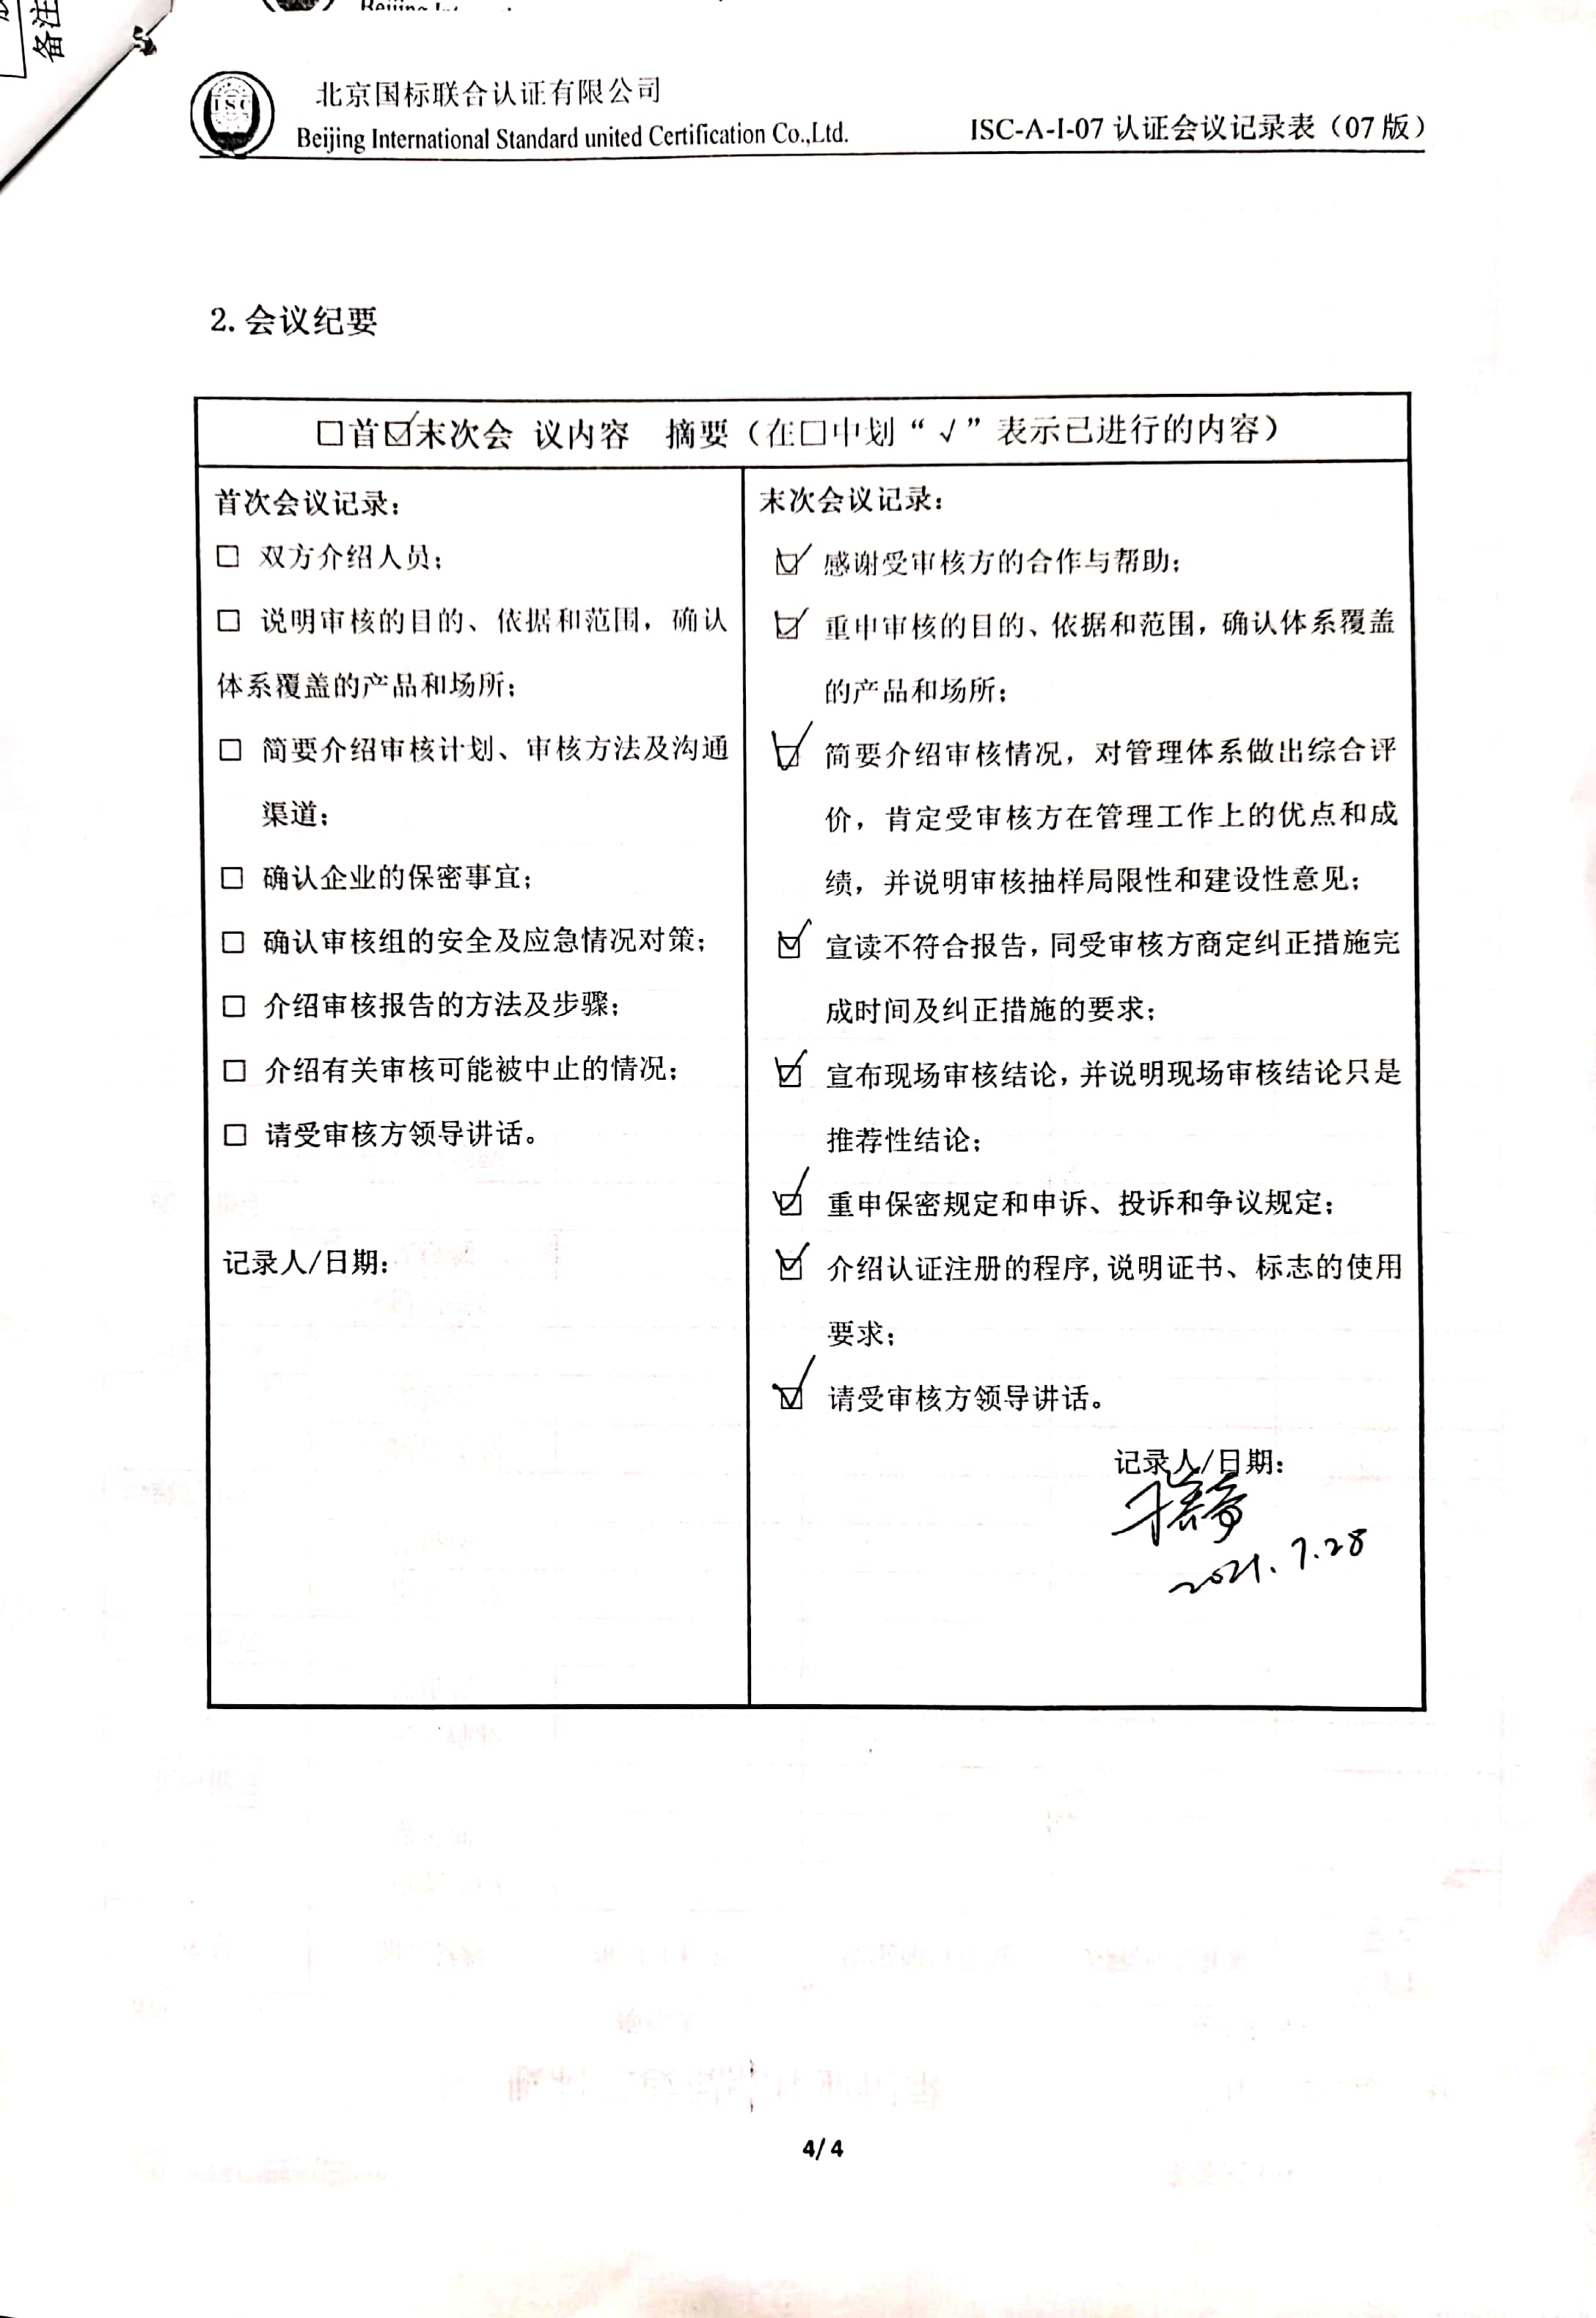 备注
ISC
北京国标联合认证有限公司
Beijing International Standard united Certification Co.,Ltd.
ISC-A-I-07 认证会议记录表（07 版）
2. 会议纪要
□首☑末次会 议内容 摘要（在□中划“√”表示已进行的内容）
首次会议记录：
□ 双方介绍人员；
□ 说明审核的目的、依据和范围，确认
体系覆盖的产品和场所；
□ 简要介绍审核计划、审核方法及沟通
渠道；
□ 确认企业的保密事宜；
□ 确认审核组的安全及应急情况对策；
□ 介绍审核报告的方法及步骤；
□ 介绍有关审核可能被中止的情况；
□ 请受审核方领导讲话。
记录人/日期：
末次会议记录：
☑ 感谢受审核方的合作与帮助；
☑ 重申审核的目的、依据和范围，确认体系覆盖
的产品和场所；
☑ 简要介绍审核情况，对管理体系做出综合评
价，肯定受审核方在管理工作上的优点和成
绩，并说明审核抽样局限性和建设性意见；
☑ 宣读不符合报告，同受审核方商定纠正措施完
成时间及纠正措施的要求；
☑ 宣布现场审核结论，并说明现场审核结论只是
推荐性结论；
☑ 重申保密规定和申诉、投诉和争议规定；
☑ 介绍认证注册的程序，说明证书、标志的使用
要求；
☑ 请受审核方领导讲话。
记录人/日期：
2021.7.28
4/4